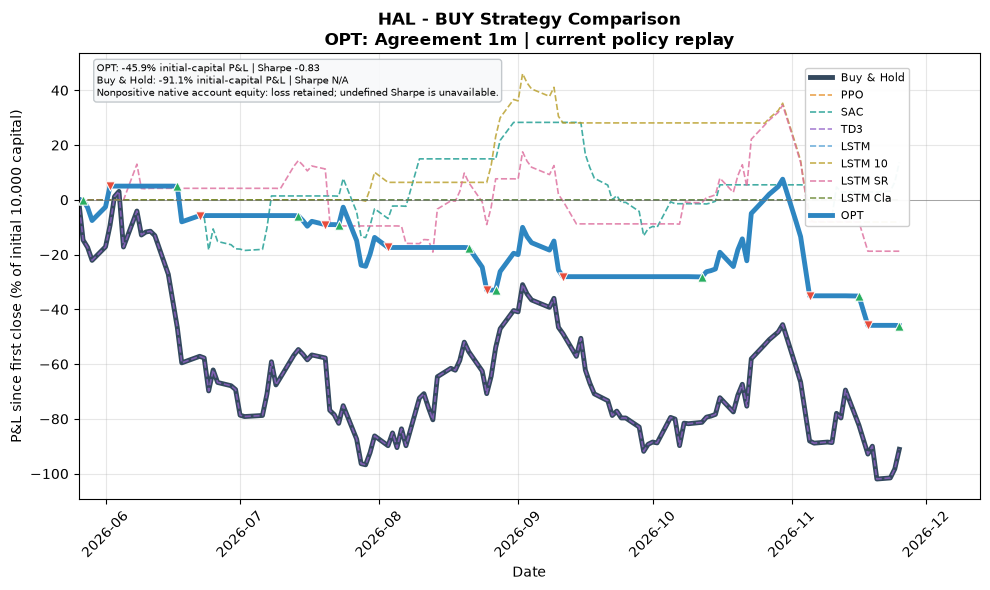 HAL - BUY Strategy Comparison
OPT: Agreement 1m | current policy replay
OPT: -45.9% initial-capital P&L | Sharpe -0.83
Buy & Hold: -91.1% initial-capital P&L | Sharpe N/A
Nonpositive native account equity: loss retained; undefined Sharpe is unavailable.
Buy & Hold
PPO
SAC
TD3
LSTM
LSTM 10
LSTM SR
LSTM Cla
OPT
P&L since first close (% of initial 10,000 capital)
40
20
0
−20
−40
−60
−80
−100
2026-06
2026-07
2026-08
2026-09
2026-10
2026-11
2026-12
Date